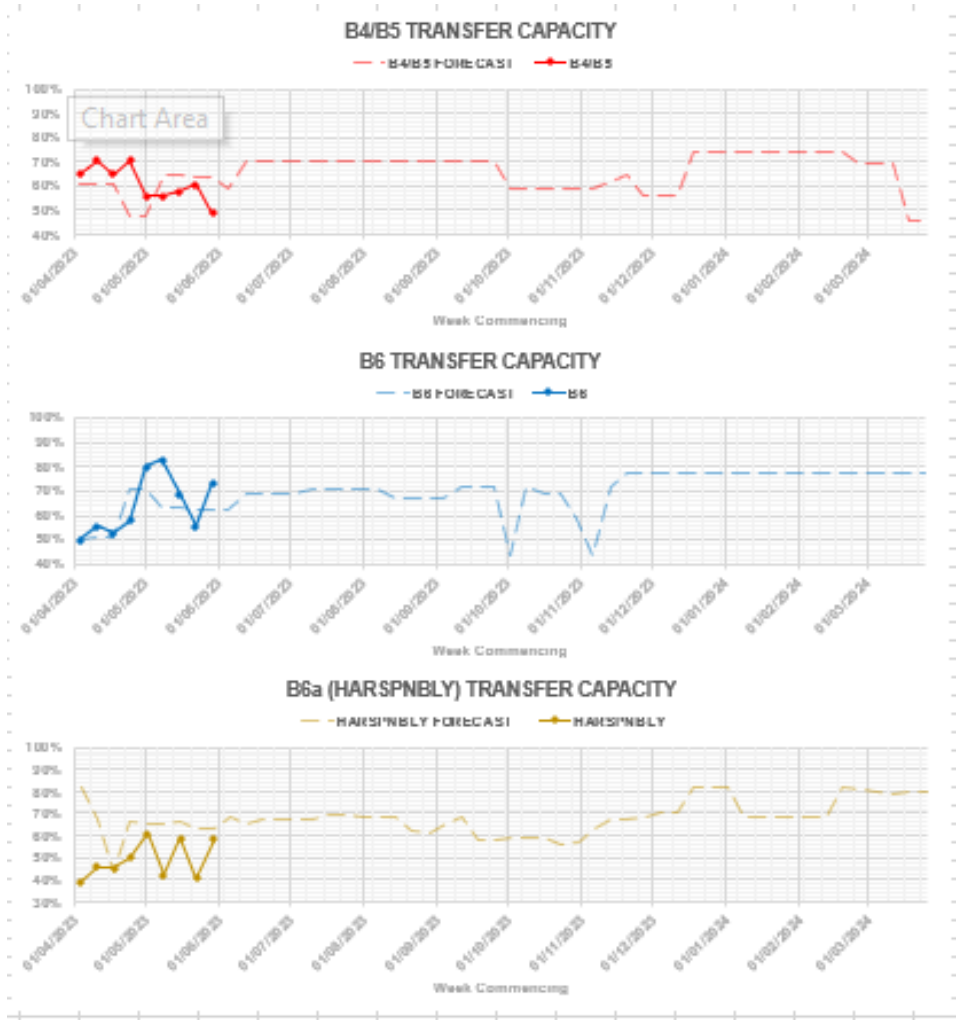 B4/B5 TRANSFER CAPACITY
B4/B5 FORECAST B4/B5
100%
90%
Chart Area
80%
70%
60%
50%
40%
01/04/2023 01/05/2023 01/06/2023 01/07/2023 01/08/2023 01/09/2023 01/10/2023 01/11/2023 01/12/2023 01/01/2024 01/02/2024 01/03/2024
Week Commencing
B6 TRANSFER CAPACITY
B6 FORECAST B6
100%
90%
80%
70%
60%
50%
40%
01/04/2023 01/05/2023 01/06/2023 01/07/2023 01/08/2023 01/09/2023 01/10/2023 01/11/2023 01/12/2023 01/01/2024 01/02/2024 01/03/2024
Week Commencing
B6a (HARSPNBLY) TRANSFER CAPACITY
HARSPNBLY FORECAST HARSPNBLY
100%
90%
80%
70%
60%
50%
40%
30%
01/04/2023 01/05/2023 01/06/2023 01/07/2023 01/08/2023 01/09/2023 01/10/2023 01/11/2023 01/12/2023 01/01/2024 01/02/2024 01/03/2024
Week Commencing